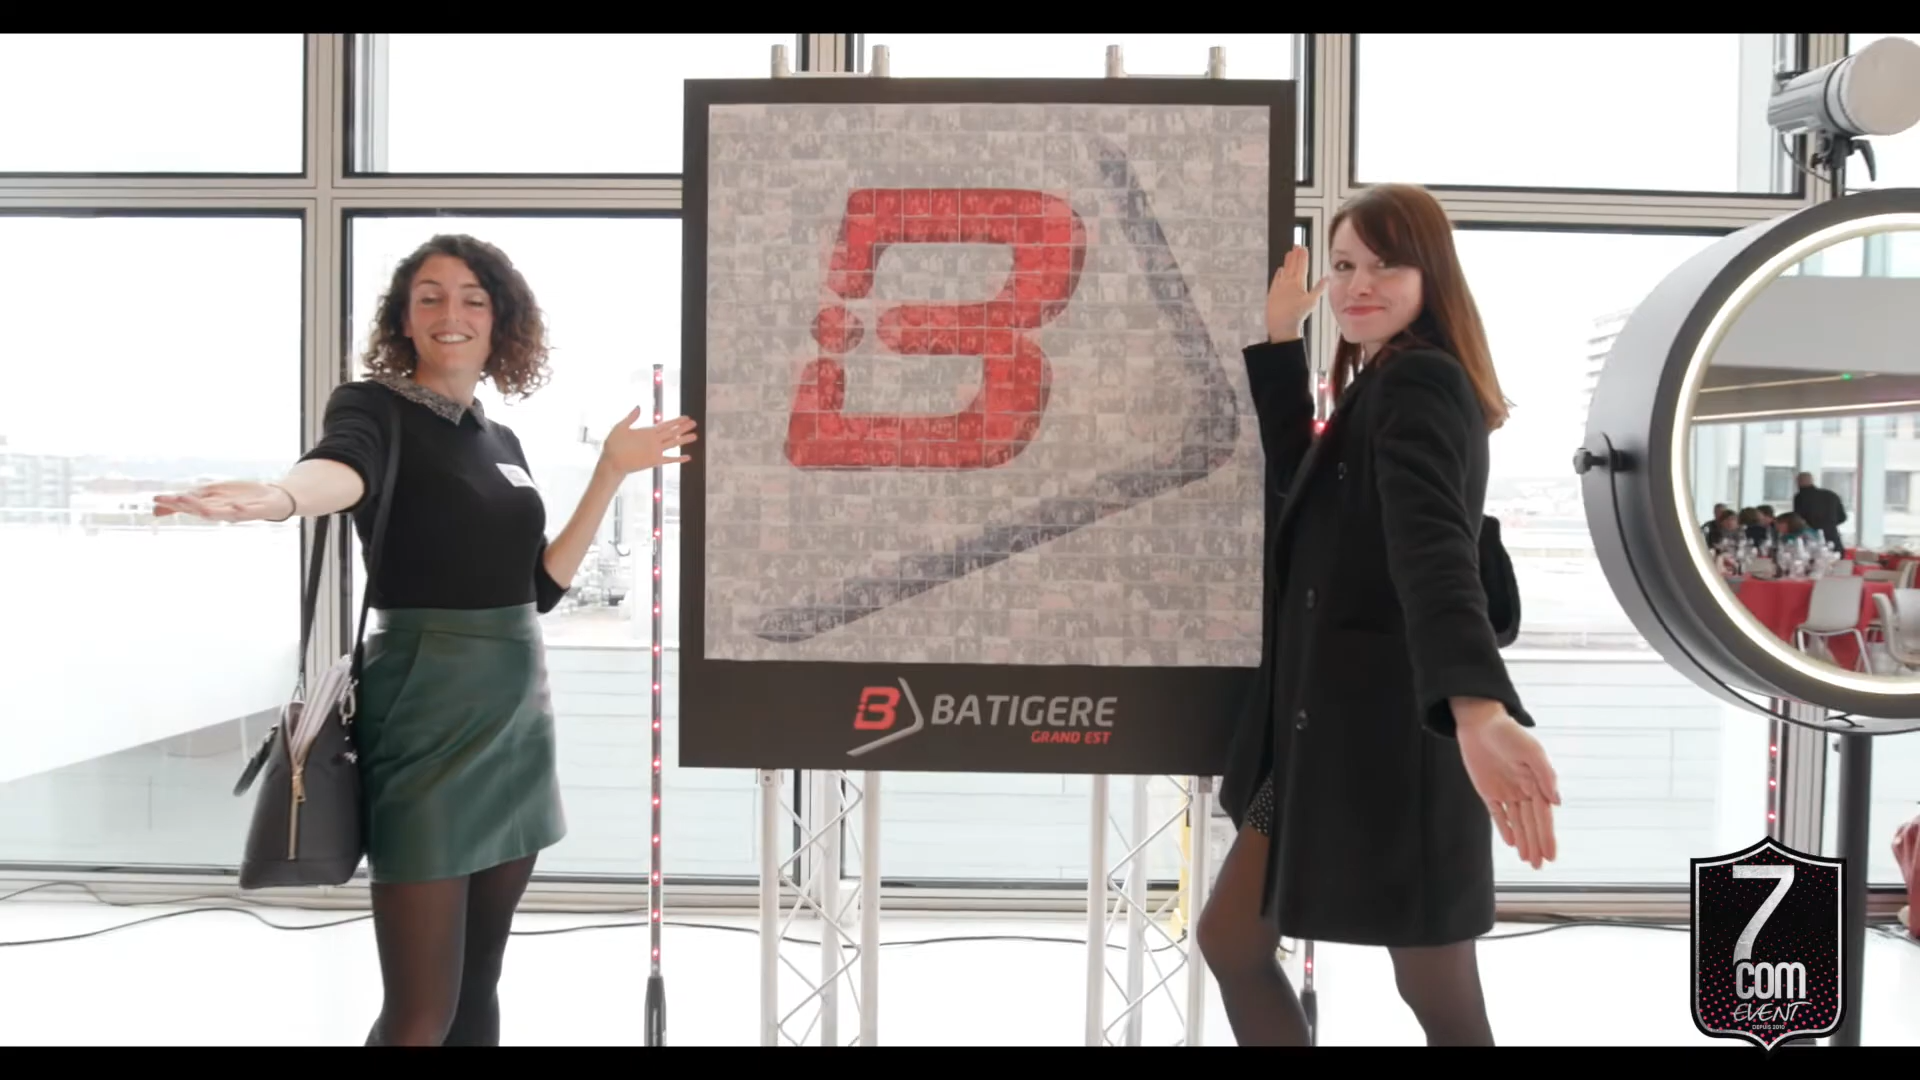 B
B BATIGERE
GRAND EST
7
COM
EVENT
DEPUIS 2010